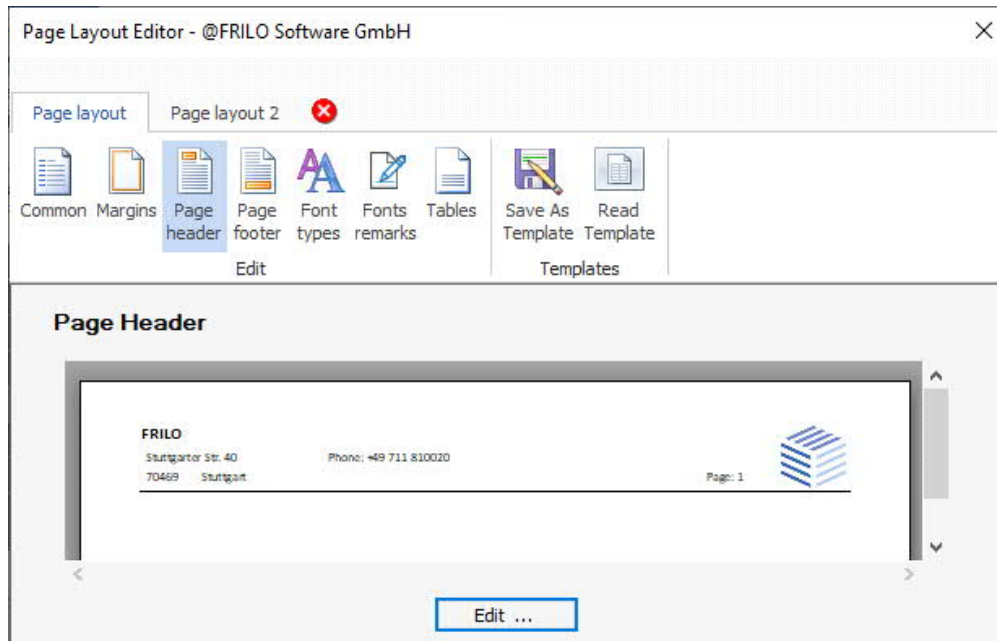 Page Layout Editor - @FRILO Software GmbH
Page layout
Page layout 2
Common
Margins
Page header
Page footer
Font types
Fonts remarks
Tables
Save As Template
Read Template
Edit
Templates
Page Header
FRILO
Stuttgarter Str. 40
Phone: +49 711 810020
70469 Stuttgart
Page: 1
Edit ...